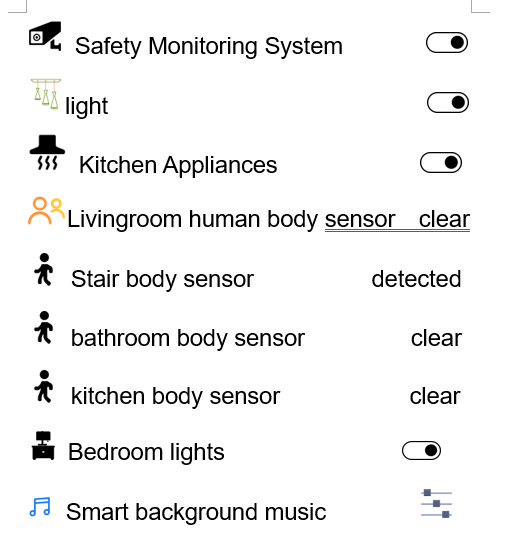 Safety Monitoring System
light
Kitchen Appliances
Livingroom human body sensor clear
Stair body sensor detected
bathroom body sensor clear
kitchen body sensor clear
Bedroom lights
Smart background music